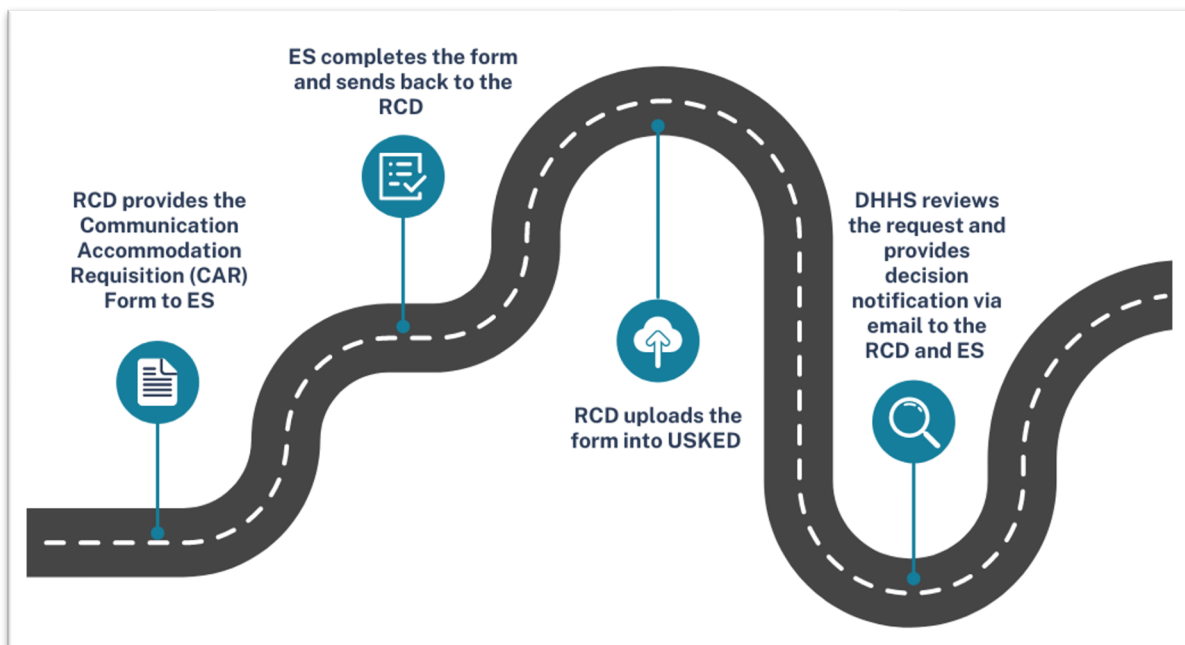 RCD provides the
Communication
Accommodation
Requisition (CAR)
Form to ES
ES completes the form
and sends back to the
RCD
RCD uploads the
form into USKED
DHHS reviews
the request and
provides
decision
notification via
email to the
RCD and ES